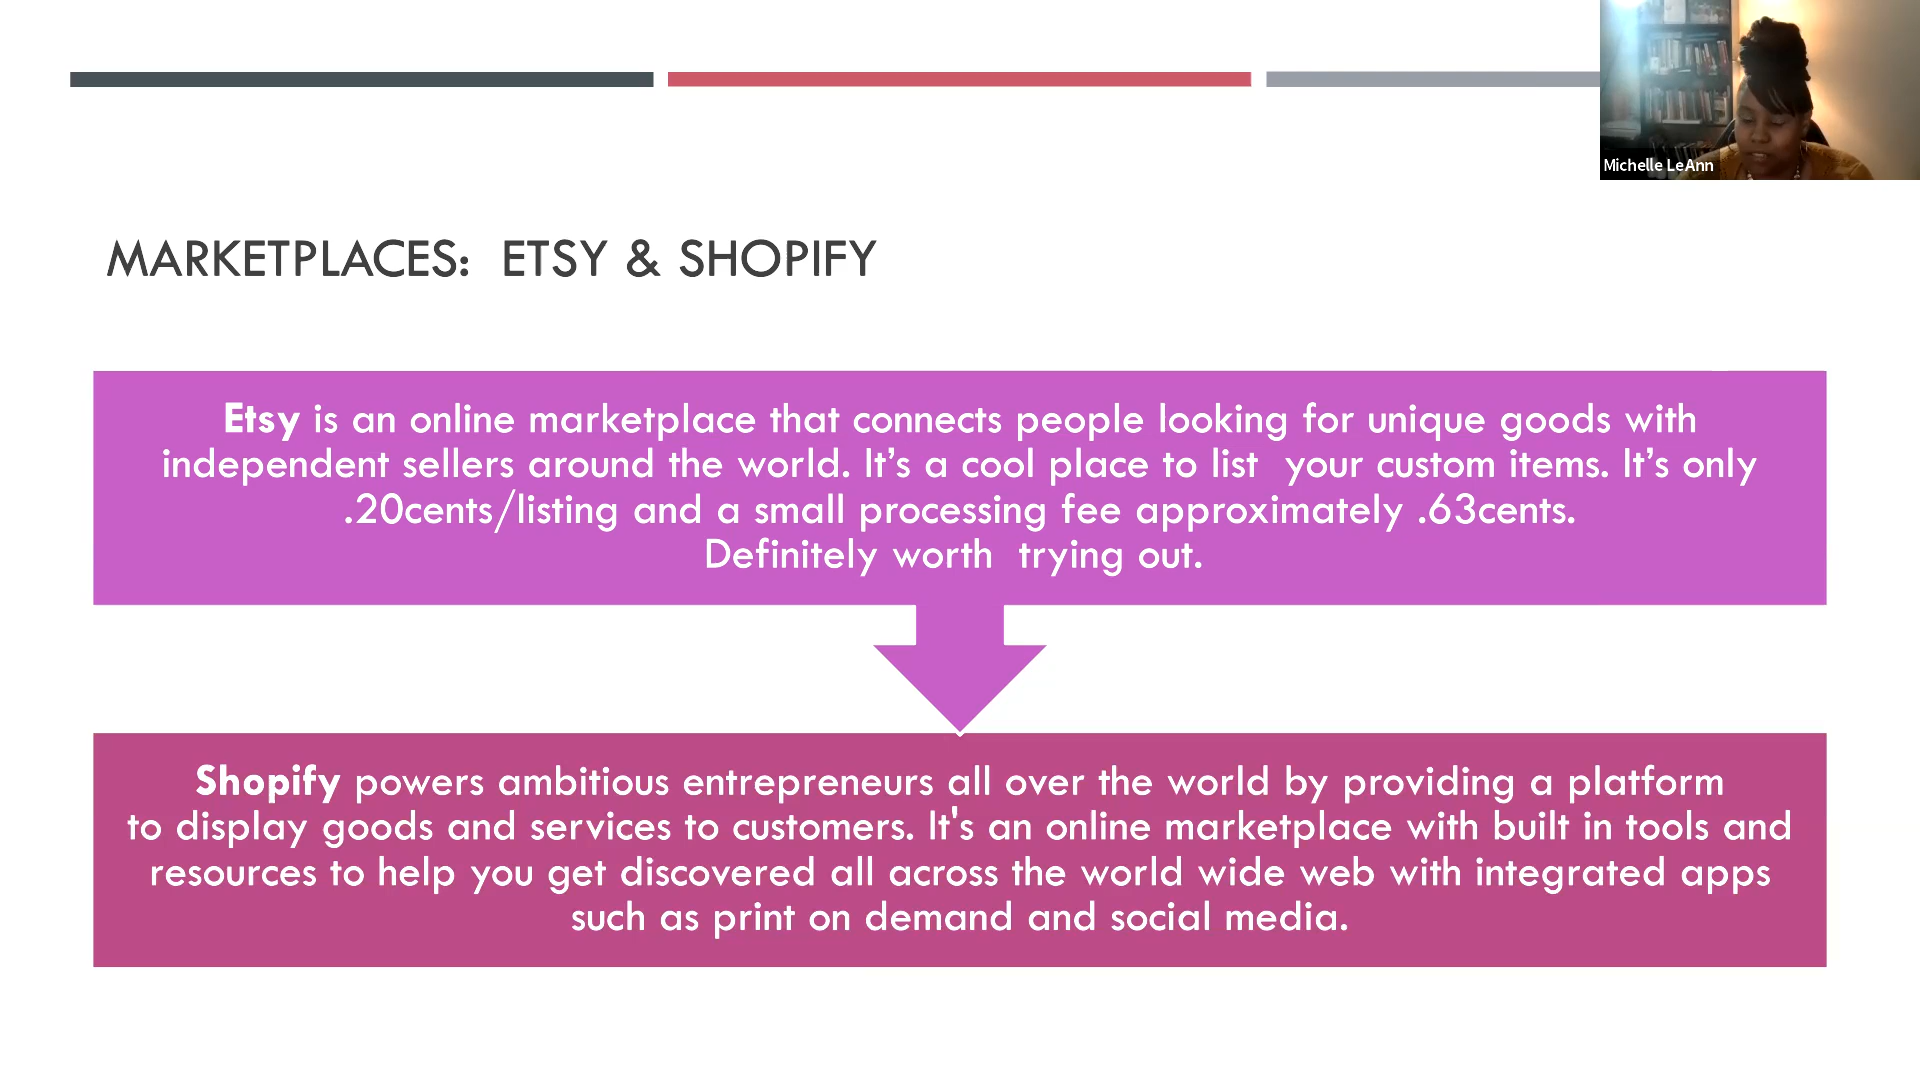 Michelle LeAnn
MARKETPLACES:  ETSY & SHOPIFY
Etsy is an online marketplace that connects people looking for unique goods with
independent sellers around the world. It’s a cool place to list  your custom items. It’s only
.20cents/listing and a small processing fee approximately .63cents.
Definitely worth  trying out.
Shopify powers ambitious entrepreneurs all over the world by providing a platform
to display goods and services to customers. It's an online marketplace with built in tools and
resources to help you get discovered all across the world wide web with integrated apps
such as print on demand and social media.